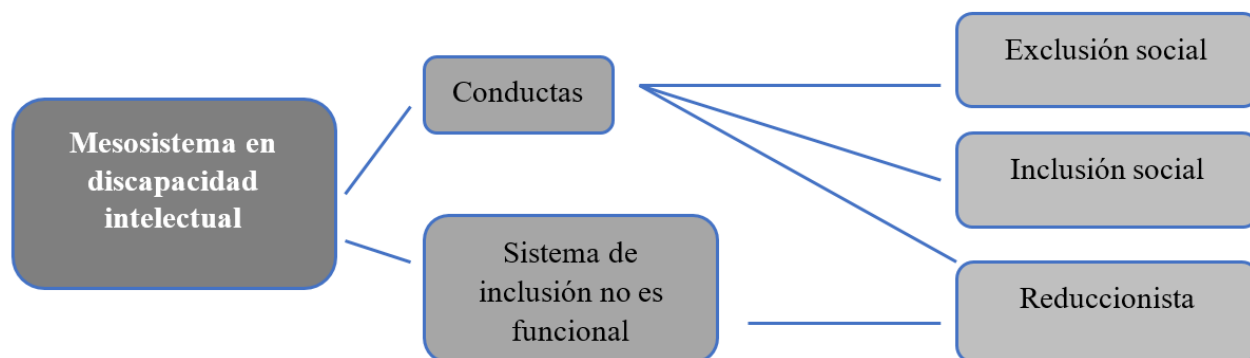 Mesosistema en
discapacidad
intelectual
Conductas
Sistema de
inclusión no es
funcional
Exclusión social
Inclusión social
Reduccionista